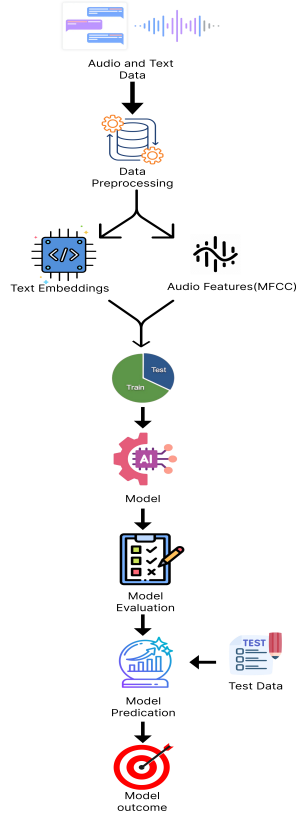 Audio and Text
Data
Data
Preprocessing
</>
Text Embeddings
Audio Features(MFCC)
Test
Train
AI
Model
Model
Evaluation
TEST
Test Data
Model
Predication
Model
outcome